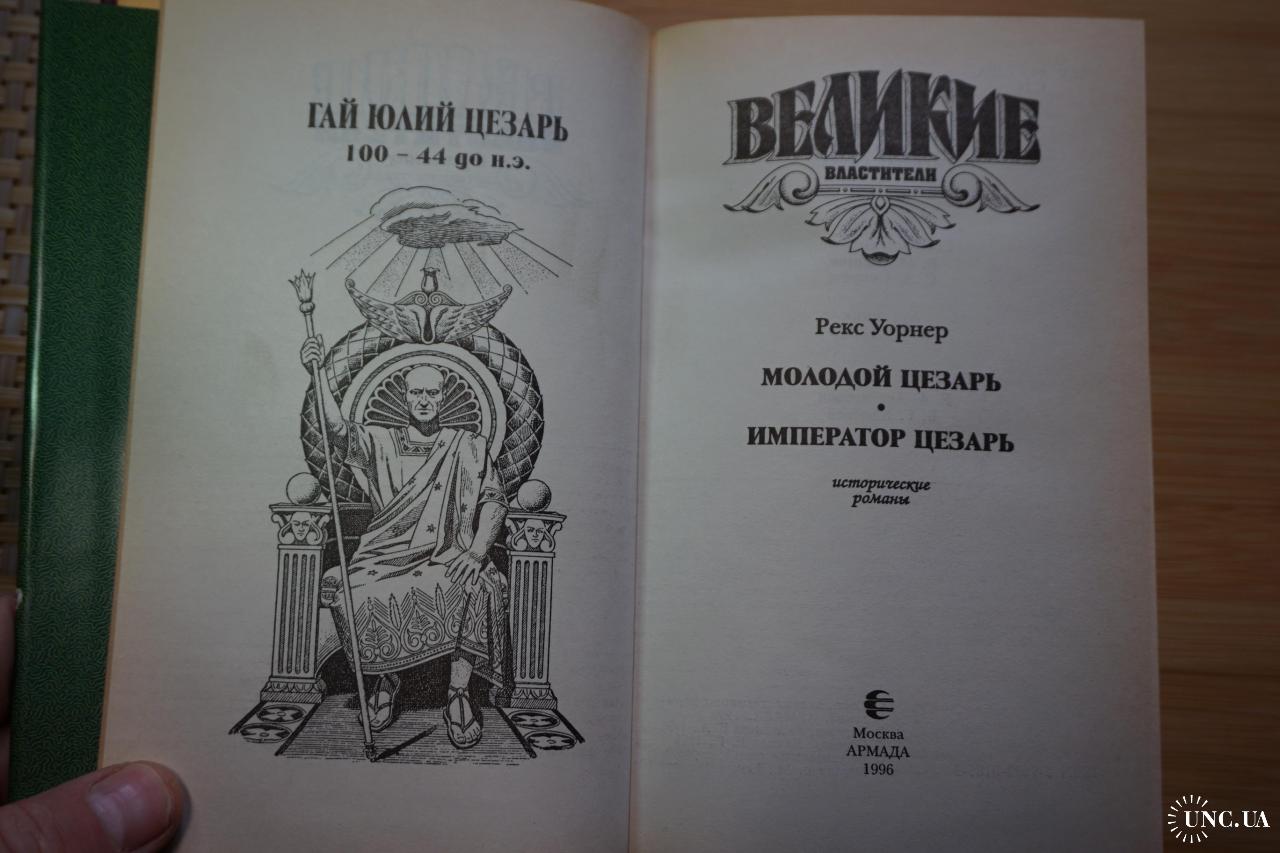 ГАЙ ЮЛИЙ ЦЕЗАРЬ
100 – 44 до н.э.
ВЕЛИКИЕ
ВЛАСТИТЕЛИ
Рекс Уорнер
МОЛОДОЙ ЦЕЗАРЬ
•
ИМПЕРАТОР ЦЕЗАРЬ
исторические
романы
Москва
АРМАДА
1996
UNC.UA